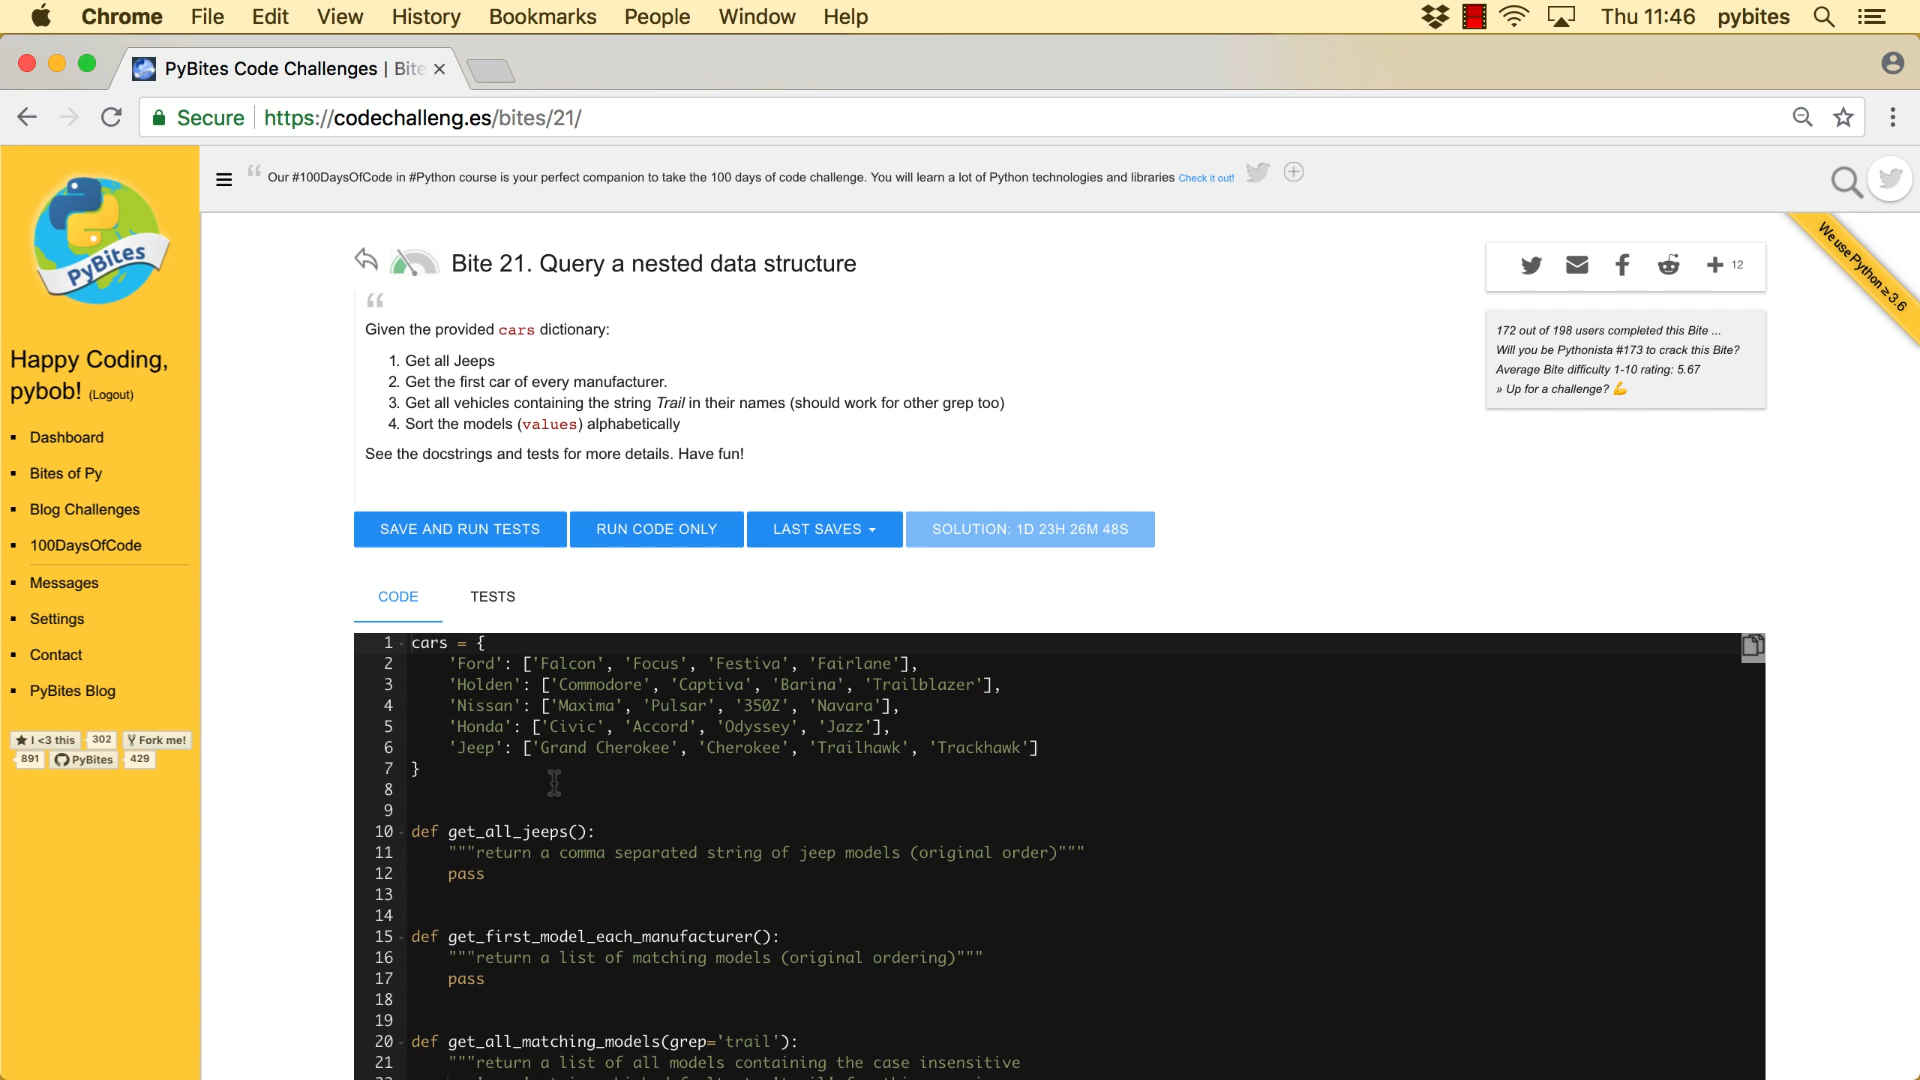 Chrome File Edit View History Bookmarks People Window Help Thu 11:46 pybites
PyBites Code Challenges | Bite
Secure https://codechalleng.es/bites/21/
Our #100DaysOfCode in #Python course is your perfect companion to take the 100 days of code challenge. You will learn a lot of Python technologies and libraries Check it out!
PyBites
Happy Coding,
pybob! (Logout)
Dashboard
Bites of Py
Blog Challenges
100DaysOfCode
Messages
Settings
Contact
PyBites Blog
I <3 this 302 Fork me!
891 PyBites 429
We use Python ≥ 3.6
Bite 21. Query a nested data structure
Given the provided cars dictionary:
1. Get all Jeeps
2. Get the first car of every manufacturer.
3. Get all vehicles containing the string Trail in their names (should work for other grep too)
4. Sort the models (values) alphabetically
See the docstrings and tests for more details. Have fun!
12
172 out of 198 users completed this Bite ...
Will you be Pythonista #173 to crack this Bite?
Average Bite difficulty 1-10 rating: 5.67
» Up for a challenge? 💪
SAVE AND RUN TESTS RUN CODE ONLY LAST SAVES SOLUTION: 1D 23H 26M 48S
CODE TESTS
1 cars = {
2 'Ford': ['Falcon', 'Focus', 'Festiva', 'Fairlane'],
3 'Holden': ['Commodore', 'Captiva', 'Barina', 'Trailblazer'],
4 'Nissan': ['Maxima', 'Pulsar', '350Z', 'Navara'],
5 'Honda': ['Civic', 'Accord', 'Odyssey', 'Jazz'],
6 'Jeep': ['Grand Cherokee', 'Cherokee', 'Trailhawk', 'Trackhawk']
7 }
8
9
10 def get_all_jeeps():
11 """return a comma separated string of jeep models (original order)"""
12 pass
13
14
15 def get_first_model_each_manufacturer():
16 """return a list of matching models (original ordering)"""
17 pass
18
19
20 def get_all_matching_models(grep='trail'):
21 """return a list of all models containing the case insensitive